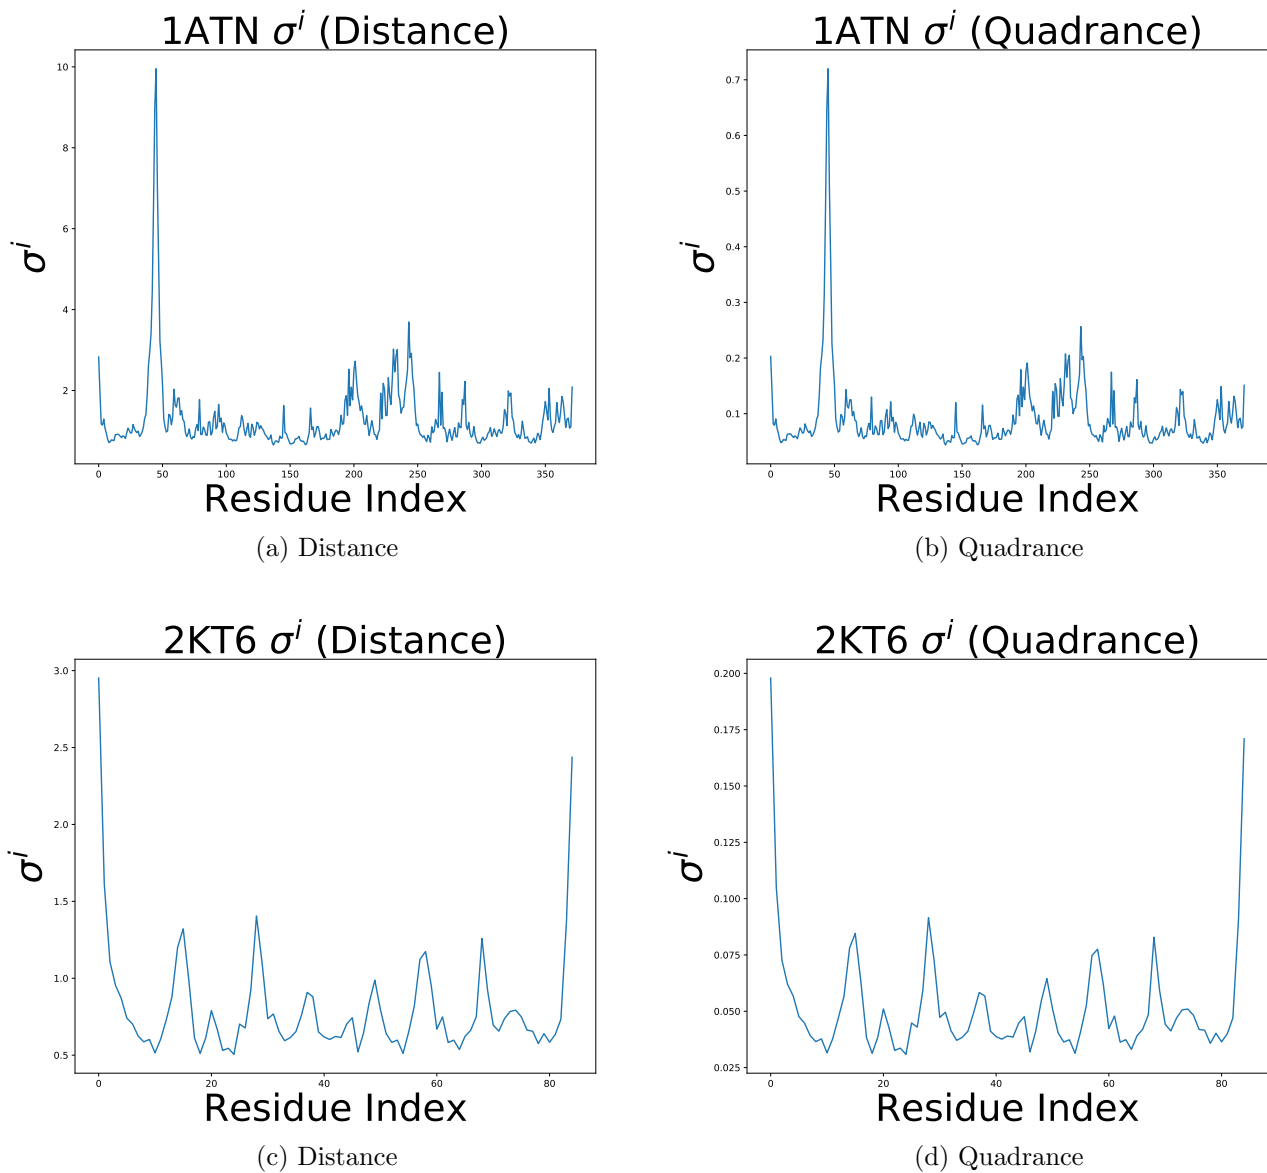 1ATN σ^i (Distance)
10
8
6
4
2
σ^i
0 50 100 150 200 250 300 350
Residue Index
(a) Distance
1ATN σ^i (Quadrance)
0.7
0.6
0.5
0.4
0.3
0.2
0.1
σ^i
0 50 100 150 200 250 300 350
Residue Index
(b) Quadrance
2KT6 σ^i (Distance)
3.0
2.5
2.0
1.5
1.0
0.5
σ^i
0 20 40 60 80
Residue Index
(c) Distance
2KT6 σ^i (Quadrance)
0.200
0.175
0.150
0.125
0.100
0.075
0.050
0.025
σ^i
0 20 40 60 80
Residue Index
(d) Quadrance